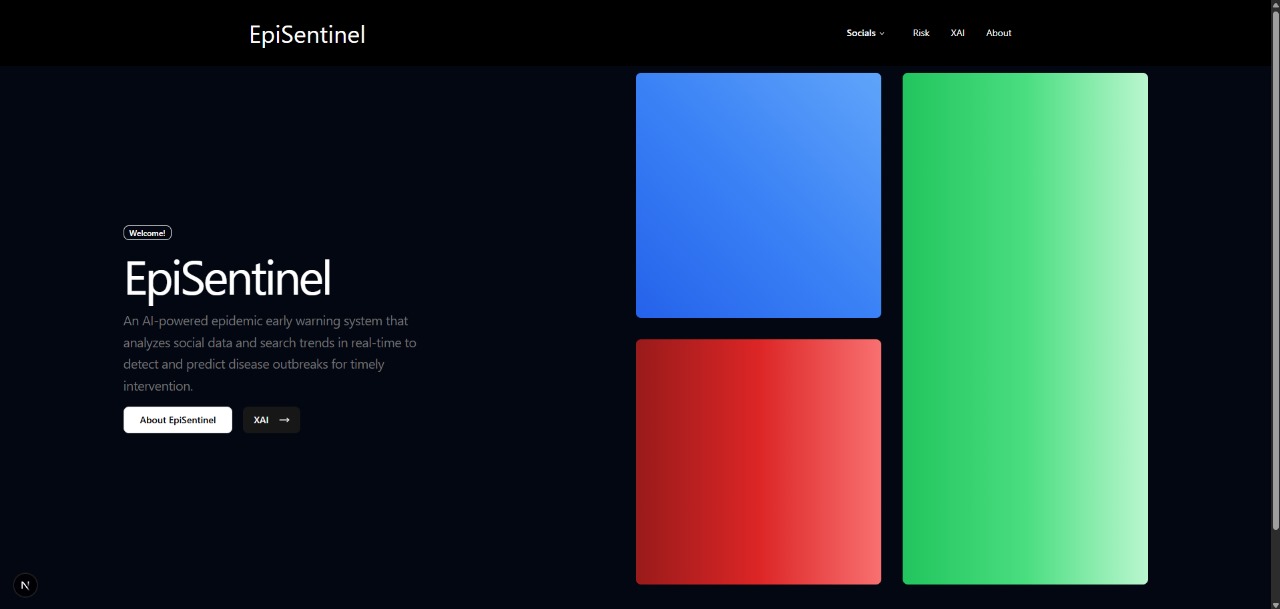 EpiSentinel
Socials Risk XAI About
Welcome!
EpiSentinel
An AI-powered epidemic early warning system that
analyzes social data and search trends in real-time to
detect and predict disease outbreaks for timely
intervention.
About EpiSentinel XAI →
N